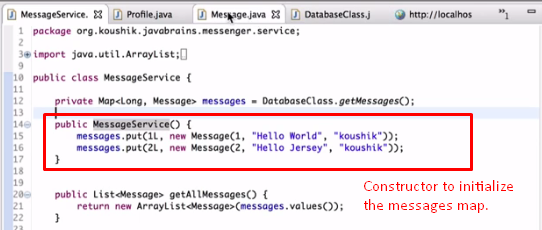 MessageService. Profile.java Message.java DatabaseClass.j http://localhos »1
1 package org.koushik.javabrains.messenger.service;
2
3 import java.util.ArrayList;
9
10 public class MessageService {
11
12 private Map<Long, Message> messages = DatabaseClass.getMessages();
13
14 public MessageService() {
15 messages.put(1L, new Message(1, "Hello World", "koushik"));
16 messages.put(2L, new Message(2, "Hello Jersey", "koushik"));
17 }
18
Constructor to initialize
the messages map.
20 public List<Message> getAllMessages() {
21 return new ArrayList<Message>(messages.values());
22 }